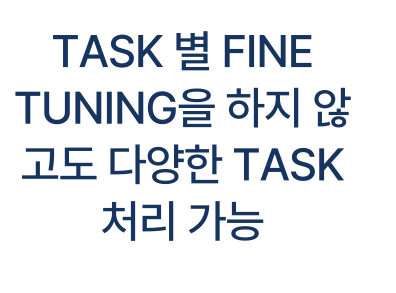 TASK 별 FINE
TUNING을 하지 않
고도 다양한 TASK
처리 가능